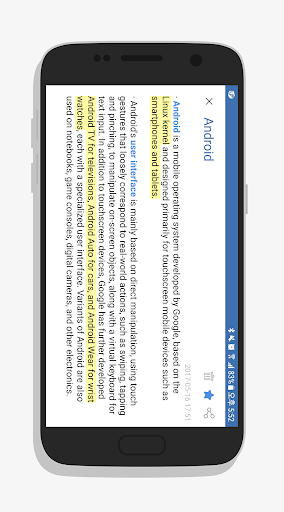 83% 오후 5:52
Android
2017-05-16 17:51
· Android is a mobile operating system developed by Google, based on the
Linux kernel and designed primarily for touchscreen mobile devices such as
smartphones and tablets.
· Android's user interface is mainly based on direct manipulation, using touch
gestures that loosely correspond to real-world actions, such as swiping, tapping
and pinching, to manipulate on-screen objects, along with a virtual keyboard for
text input. In addition to touchscreen devices, Google has further developed
Android TV for televisions, Android Auto for cars, and Android Wear for wrist
watches, each with a specialized user interface. Variants of Android are also
used on notebooks, game consoles, digital cameras, and other electronics.